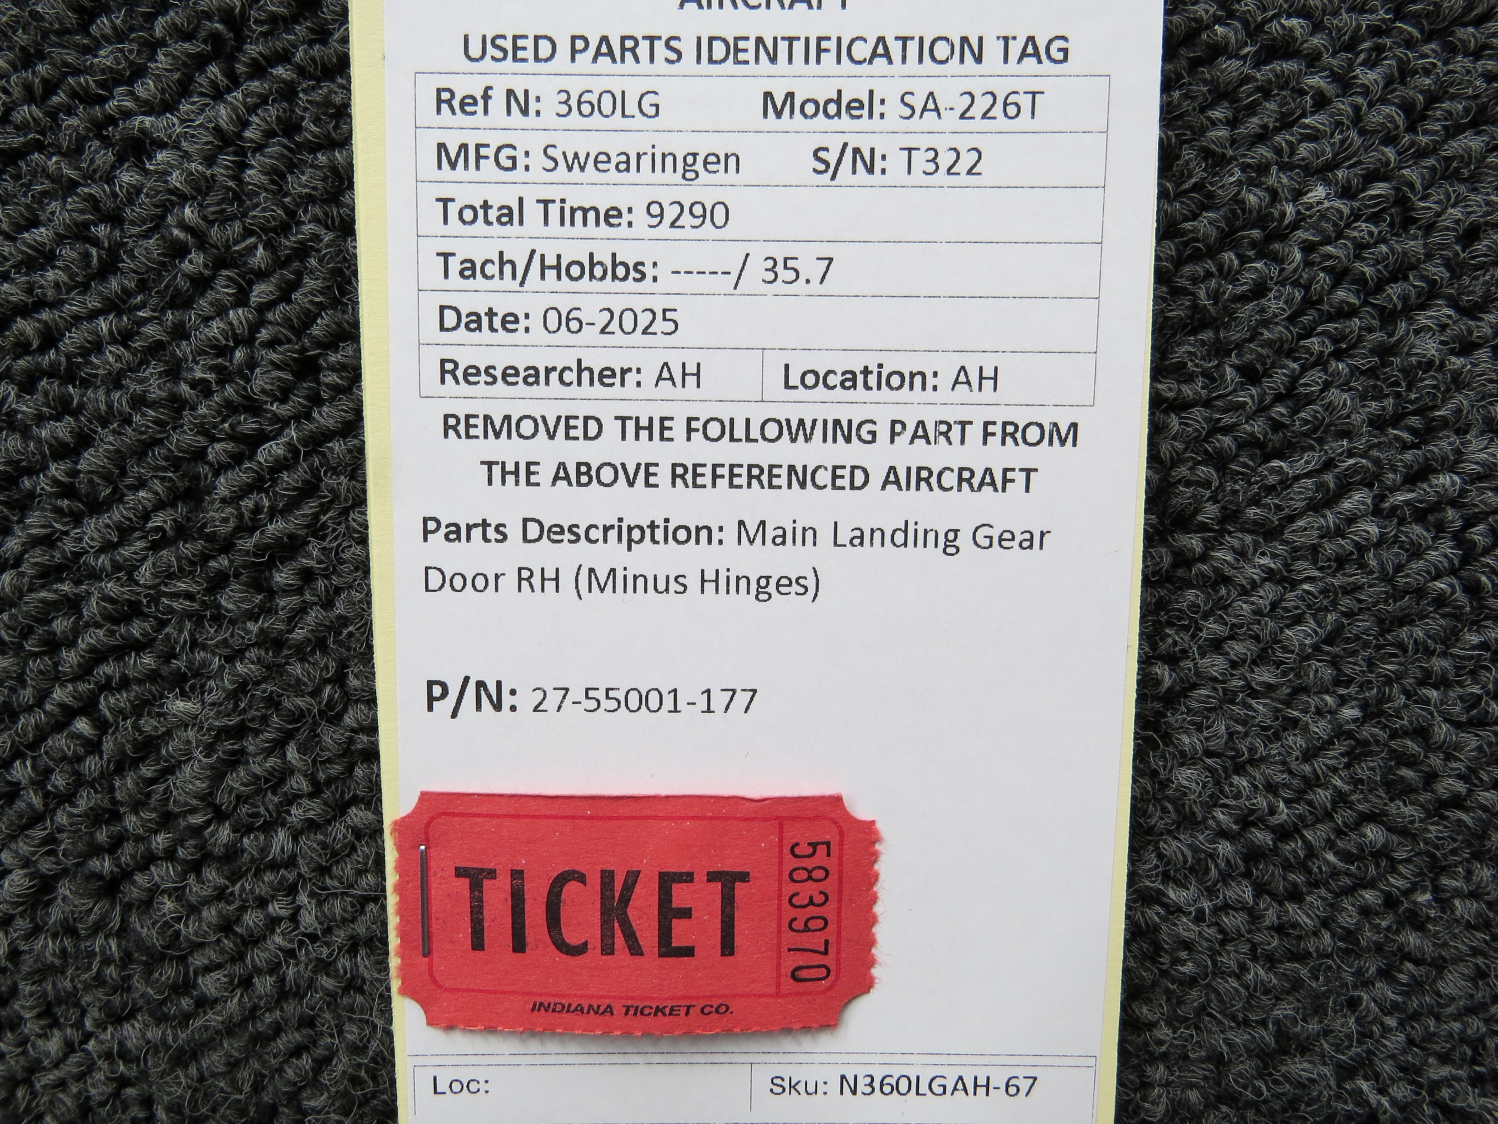 AIRCRAFT
USED PARTS IDENTIFICATION TAG
Ref N: 360LG Model: SA-226T
MFG: Swearingen S/N: T322
Total Time: 9290
Tach/Hobbs: -----/ 35.7
Date: 06-2025
Researcher: AH Location: AH
REMOVED THE FOLLOWING PART FROM
THE ABOVE REFERENCED AIRCRAFT
Parts Description: Main Landing Gear
Door RH (Minus Hinges)
P/N: 27-55001-177
TICKET
583970
INDIANA TICKET CO.
Loc: Sku: N360LGAH-67